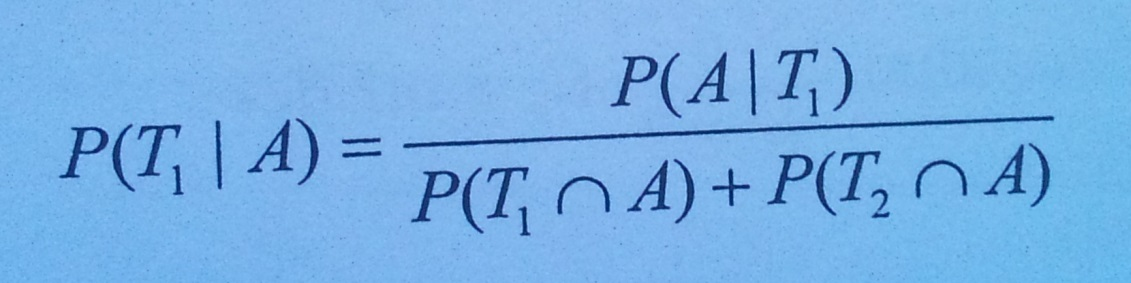 P(T₁ | A) = P(A | T₁) / P(T₁ ∩ A) + P(T₂ ∩ A)